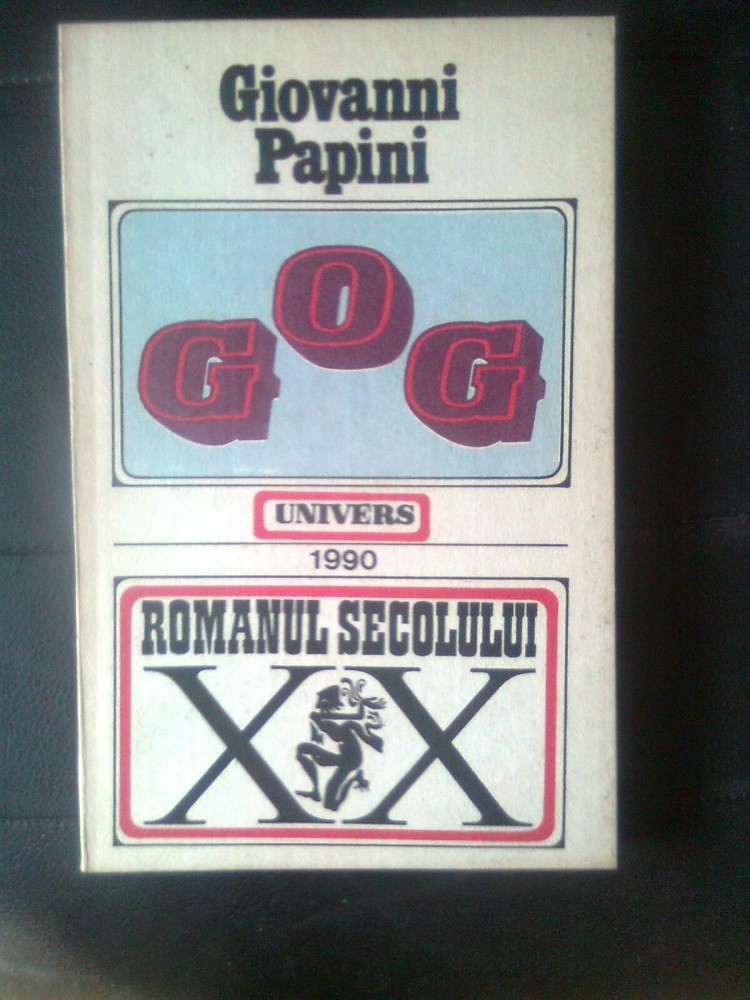 Giovanni
Papini
GOG
UNIVERS
1990
ROMANUL SECOLULUI
XX